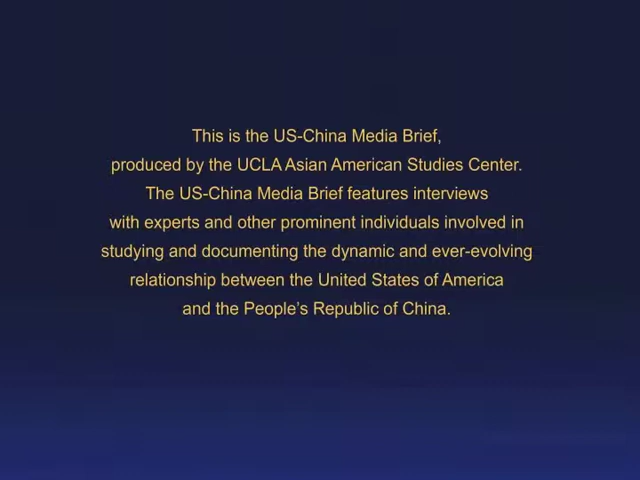 This is the US-China Media Brief,
produced by the UCLA Asian American Studies Center.
The US-China Media Brief features interviews
with experts and other prominent individuals involved in
studying and documenting the dynamic and ever-evolving
relationship between the United States of America
and the People's Republic of China.